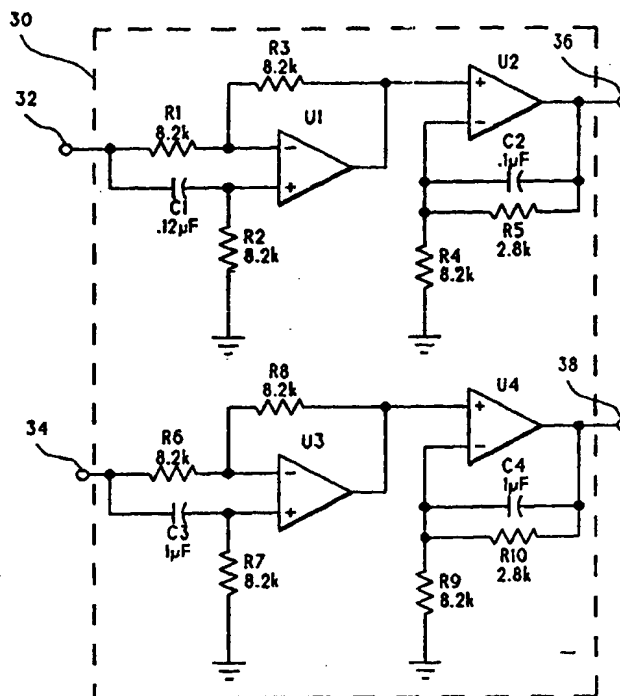 30
32
R1
8.2k
R3
8.2k
U1
U2
36
C1
.12µF
R2
8.2k
C2
.1µF
R5
2.8k
R4
8.2k
34
R6
8.2k
R8
8.2k
U3
U4
38
C3
1µF
R7
8.2k
C4
1µF
R10
2.8k
R9
8.2k